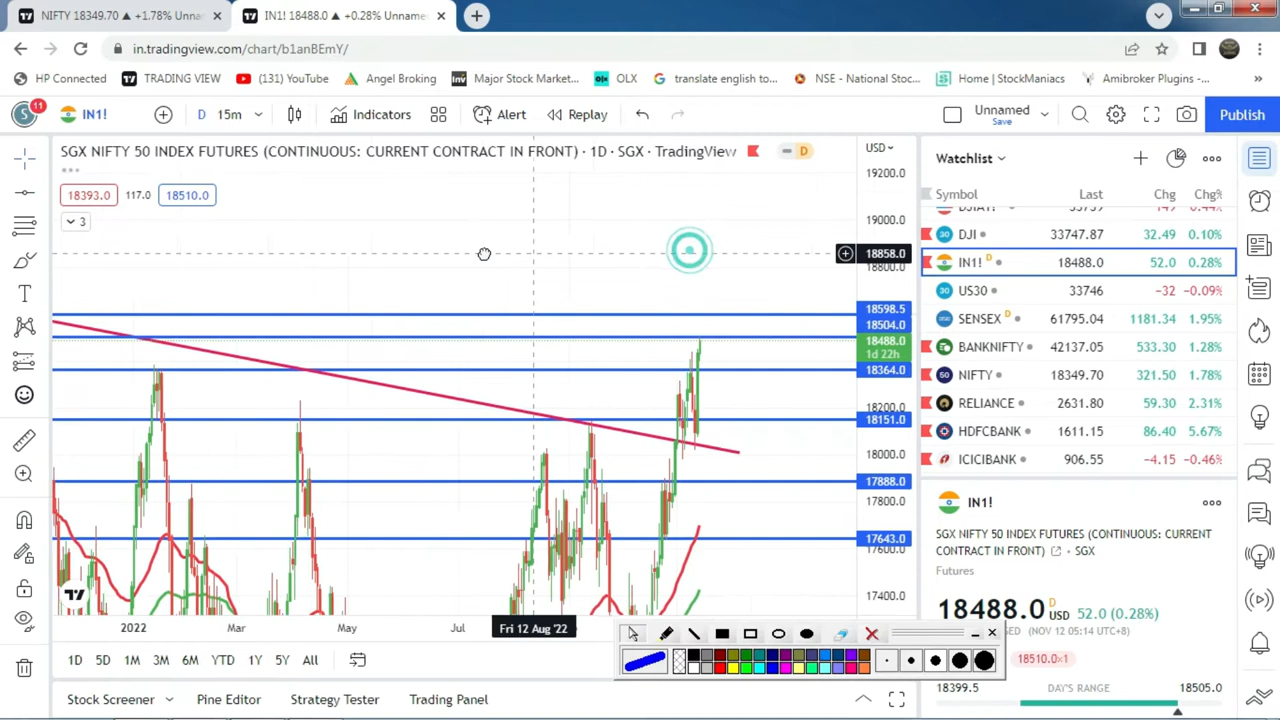 NIFTY 18349.70 ▲ +1.78% Unname
IN1! 18488.0 ▲ +0.28% Unname
in.tradingview.com/chart/b1anBEmY/
HP Connected
TRADING VIEW
(131) YouTube
Angel Broking
Major Stock Market...
OLX
translate english to...
NSE - National Stoc...
Home | StockManiacs
Amibroker Plugins -...
»
S
11
IN1!
D
15m
Indicators
Alert
Replay
Unnamed
Save
Publish
SGX NIFTY 50 INDEX FUTURES (CONTINUOUS: CURRENT CONTRACT IN FRONT) · 1D · SGX · TradingView
D
18393.0
117.0
18510.0
3
USD
19200.0
19000.0
18858.0
18800.0
18598.5
18504.0
18488.0
1d 22h
18364.0
18200.0
18151.0
18000.0
17888.0
17800.0
17643.0
17600.0
17400.0
2022
Mar
May
Jul
Fri 12 Aug '22
1D
5D
1M
3M
6M
YTD
1Y
5Y
All
Stock Screener
Pine Editor
Strategy Tester
Trading Panel
Watchlist
Symbol
Last
Chg
Chg%
DJI 33747.87 32.49 0.10%
IN1! D 18488.0 52.0 0.28%
US30 33746 −32 −0.09%
SENSEX D 61795.04 1181.34 1.95%
BANKNIFTY 42137.05 533.30 1.28%
NIFTY 18349.70 321.50 1.78%
RELIANCE 2631.80 59.30 2.31%
HDFCBANK 1611.15 86.40 5.67%
ICICIBANK 906.55 −4.15 −0.46%
IN1!
SGX NIFTY 50 INDEX FUTURES (CONTINUOUS: CURRENT
CONTRACT IN FRONT) • SGX
Futures
18488.0 D USD 52.0 (0.28%)
(NOV 12 05:14 UTC+8)
18510.0×1
18399.5 DAY'S RANGE 18505.0